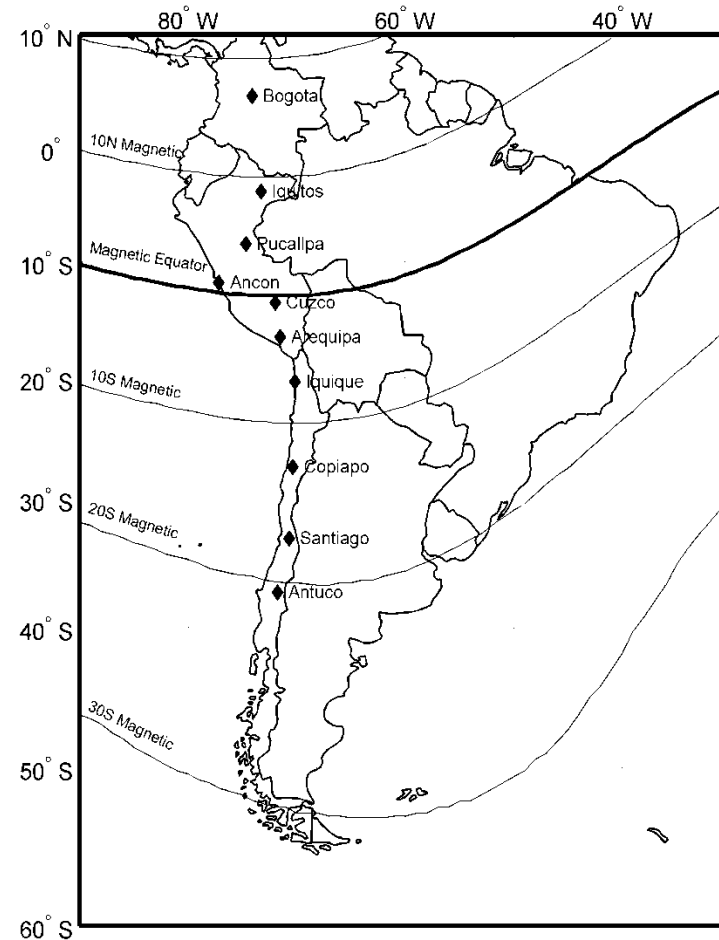 80° W 60° W 40° W
10° N
Bogota
10N Magnetic
0°
Iquitos
Pucallpa
Magnetic Equator
10° S
Ancon
Cuzco
Arequipa
10S Magnetic
20° S
Iquique
Copiapo
30° S
20S Magnetic
Santiago
Antuco
40° S
30S Magnetic
50° S
60° S